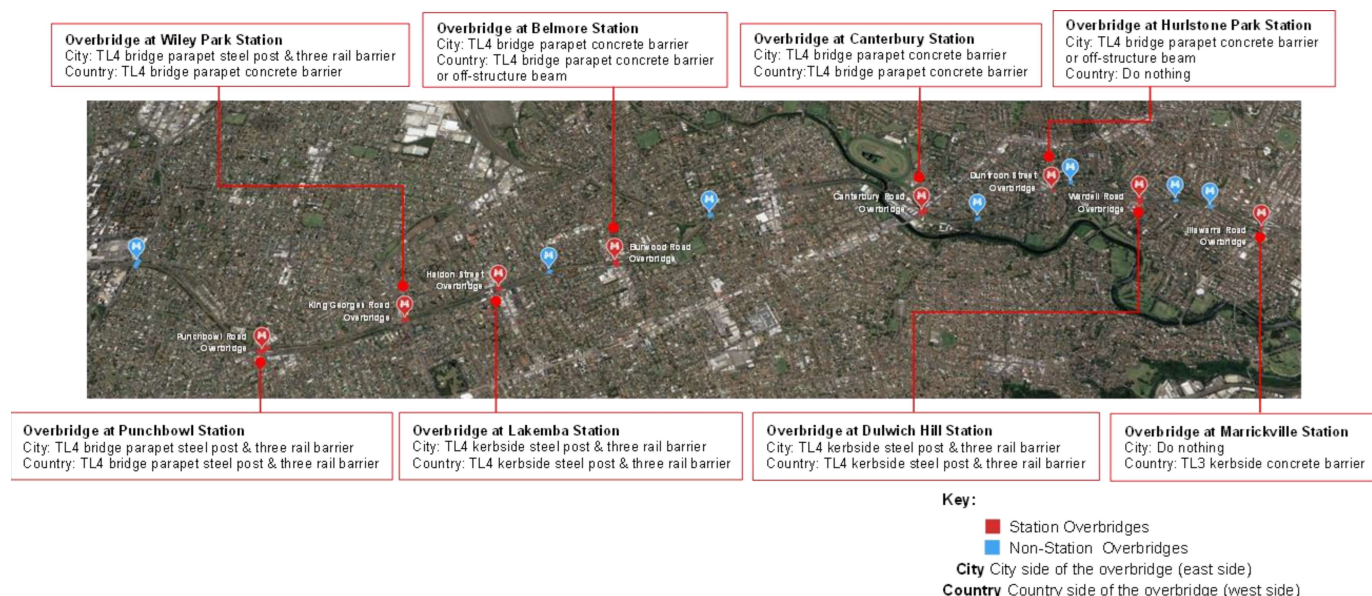 Overbridge at Wiley Park Station
City: TL4 bridge parapet steel post & three rail barrier
Country: TL4 bridge parapet concrete barrier
Overbridge at Belmore Station
City: TL4 bridge parapet concrete barrier
Country: TL4 bridge parapet concrete barrier
or off-structure beam
Overbridge at Canterbury Station
City: TL4 bridge parapet concrete barrier
Country:TL4 bridge parapet concrete barrier
Overbridge at Hurlstone Park Station
City: TL4 bridge parapet concrete barrier
or off-structure beam
Country: Do nothing
Punchbowl Road
Overbridge
King Georges Road
Overbridge
Haldon Street
Overbridge
Burwood Road
Overbridge
Canterbury Road
Overbridge
Duntroon Street
Overbridge
Wardell Road
Overbridge
Illawarra Road
Overbridge
Overbridge at Punchbowl Station
City: TL4 bridge parapet steel post & three rail barrier
Country: TL4 bridge parapet steel post & three rail barrier
Overbridge at Lakemba Station
City: TL4 kerbside steel post & three rail barrier
Country: TL4 kerbside steel post & three rail barrier
Overbridge at Dulwich Hill Station
City: TL4 kerbside steel post & three rail barrier
Country: TL4 kerbside steel post & three rail barrier
Overbridge at Marrickville Station
City: Do nothing
Country: TL3 kerbside concrete barrier
Key:
Station Overbridges
Non-Station Overbridges
City City side of the overbridge (east side)
Country Country side of the overbridge (west side)